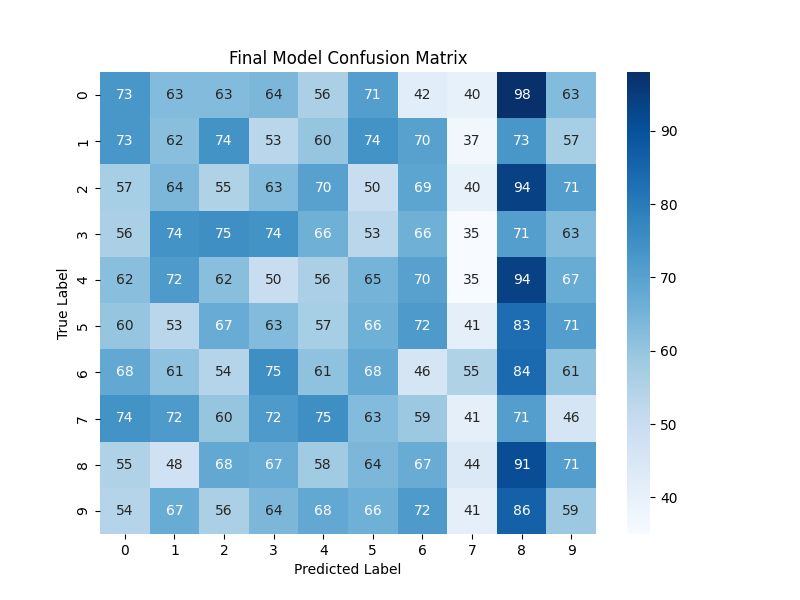 Final Model Confusion Matrix
0 73 63 63 64 56 71 42 40 98 63
1 73 62 74 53 60 74 70 37 73 57
2 57 64 55 63 70 50 69 40 94 71
3 56 74 75 74 66 53 66 35 71 63
4 62 72 62 50 56 65 70 35 94 67
5 60 53 67 63 57 66 72 41 83 71
6 68 61 54 75 61 68 46 55 84 61
7 74 72 60 72 75 63 59 41 71 46
8 55 48 68 67 58 64 67 44 91 71
9 54 67 56 64 68 66 72 41 86 59
0 1 2 3 4 5 6 7 8 9
Predicted Label
True Label
90
80
70
60
50
40